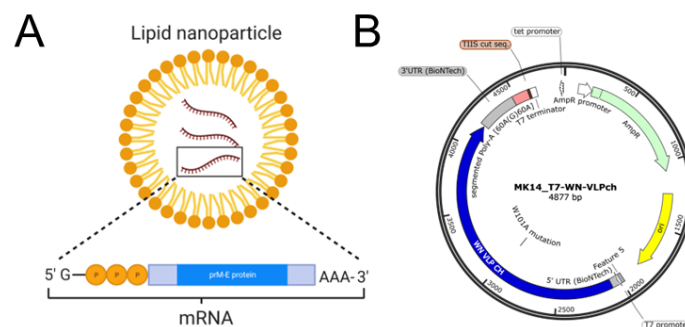 A
Lipid nanoparticle
5' G
P P P
prM-E protein
AAA-3'
mRNA
B
tet promoter
TIIS cut seq.
3'UTR (BioNTech)
AmpR promoter
AmpR
T7 terminator
segmented Poly-A [60A(G)60A]
MK14_T7-WN-VLPch
4877 bp
W101A mutation
ori
Feature 5
5' UTR (BioNTech)
WN VLP CH
T7 promote
500
1000
1500
2000
2500
3000
3500
4000
4500